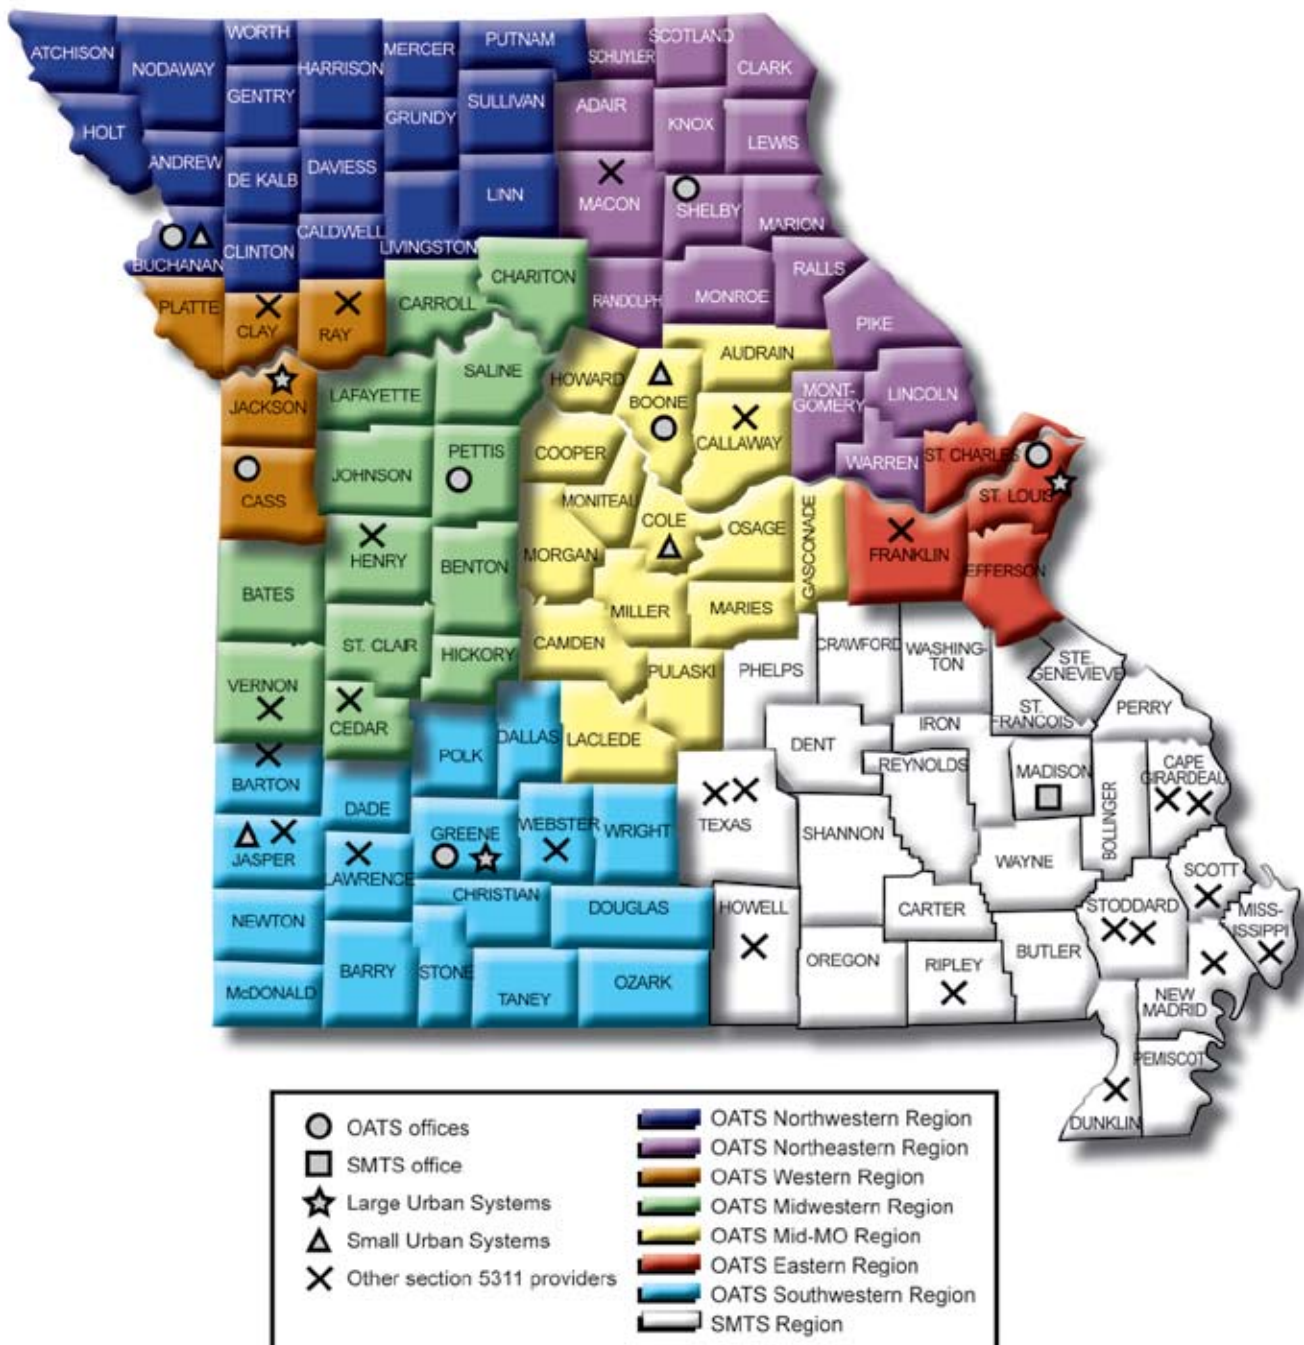 ATCHISON
NODAWAY
WORTH
HARRISON
MERCER
PUTNAM
SCHUYLER
SCOTLAND
CLARK
HOLT
GENTRY
GRUNDY
SULLIVAN
ADAIR
KNOX
LEWIS
ANDREW
DE KALB
DAVIESS
LINN
MACON
SHELBY
MARION
BUCHANAN
CLINTON
CALDWELL
LIVINGSTON
CHARITON
CARROLL
RANDOLPH
MONROE
RALLS
PIKE
PLATTE
CLAY
RAY
SALINE
HOWARD
AUDRAIN
LAFAYETTE
BOONE
MONT-
GOMERY
LINCOLN
JACKSON
CALLAWAY
JOHNSON
PETTIS
COOPER
WARREN
ST. CHARLES
CASS
MONITEAU
COLE
OSAGE
GASCONADE
ST. LOUIS
HENRY
BENTON
MORGAN
FRANKLIN
EFFERSON
BATES
MILLER
MARIES
ST. CLAIR
HICKORY
CAMDEN
PULASKI
PHELPS
CRAWFORD
WASHING-
TON
STE.
GENEVIEVE
VERNON
CEDAR
POLK
DALLAS
LACLEDE
DENT
IRON
ST.
FRANCOIS
PERRY
BARTON
DADE
REYNOLDS
MADISON
CAPE
GIRARDEAU
BOLLINGER
JASPER
LAWRENCE
GREENE
WEBSTER
WRIGHT
TEXAS
SHANNON
WAYNE
SCOTT
NEWTON
CHRISTIAN
DOUGLAS
HOWELL
CARTER
STODDARD
MISS-
ISSIPPI
McDONALD
BARRY
STONE
TANEY
OZARK
OREGON
RIPLEY
BUTLER
NEW
MADRID
PEMISCOT
DUNKLIN
OATS offices
SMTS office
Large Urban Systems
Small Urban Systems
Other section 5311 providers
OATS Northwestern Region
OATS Northeastern Region
OATS Western Region
OATS Midwestern Region
OATS Mid-MO Region
OATS Eastern Region
OATS Southwestern Region
SMTS Region